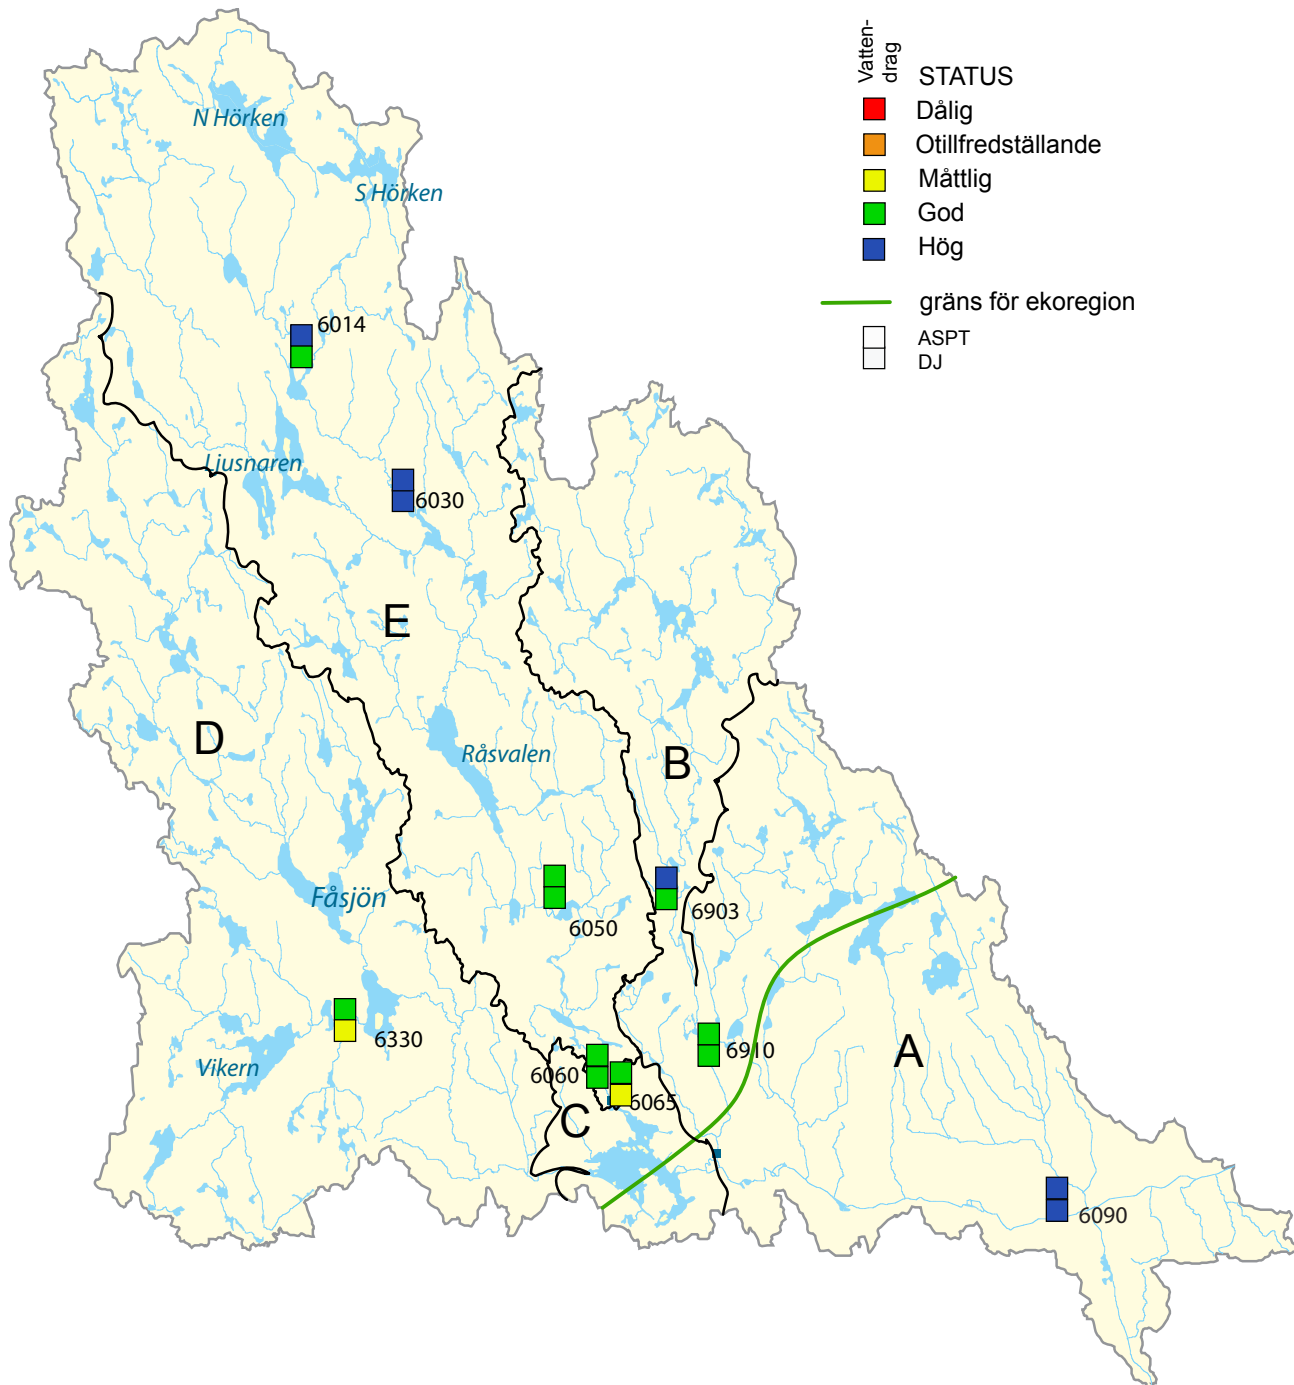 Vatten-
drag
STATUS
Dålig
Otillfredställande
Måttlig
God
Hög
gräns för ekoregion
ASPT
DJ
N Hörken
S Hörken
6014
Ljusnaren
6030
E
D
Råsvalen
B
Fåsjön
6050
6903
6330
Vikern
6910
A
6060
6065
C
6090